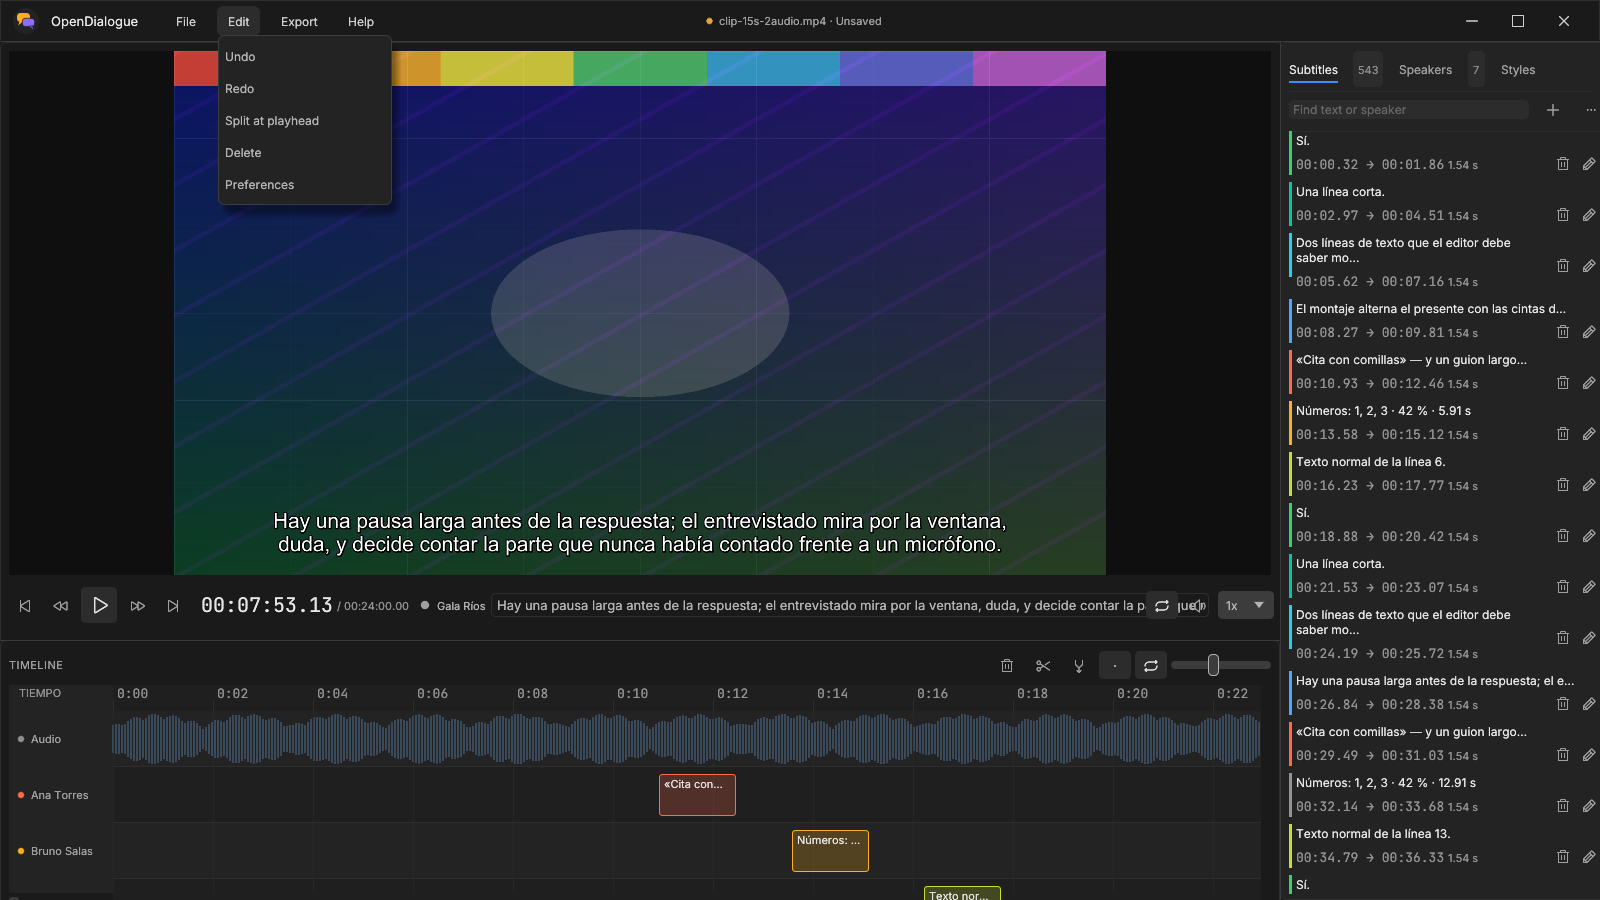 OpenDialogue
File
Edit
Export
Help
clip-15s-2audio.mp4 · Unsaved
Undo
Redo
Split at playhead
Delete
Preferences
Hay una pausa larga antes de la respuesta; el entrevistado mira por la ventana,
duda, y decide contar la parte que nunca había contado frente a un micrófono.
00:07:53.13 / 00:24:00.00
Gala Ríos
Hay una pausa larga antes de la respuesta; el entrevistado mira por la ventana, duda, y decide contar la
1x
TIMELINE
TIEMPO
0:00
0:02
0:04
0:06
0:08
0:10
0:12
0:14
0:16
0:18
0:20
0:22
Audio
Ana Torres
«Cita con...
Bruno Salas
Números: ...
Texto nor...
Subtitles 543
Speakers 7
Styles
Find text or speaker
Sí.
00:00.32 → 00:01.86 1.54 s
Una línea corta.
00:02.97 → 00:04.51 1.54 s
Dos líneas de texto que el editor debe
saber mo...
00:05.62 → 00:07.16 1.54 s
El montaje alterna el presente con las cintas d...
00:08.27 → 00:09.81 1.54 s
«Cita con comillas» — y un guion largo...
00:10.93 → 00:12.46 1.54 s
Números: 1, 2, 3 · 42 % · 5.91 s
00:13.58 → 00:15.12 1.54 s
Texto normal de la línea 6.
00:16.23 → 00:17.77 1.54 s
Sí.
00:18.88 → 00:20.42 1.54 s
Una línea corta.
00:21.53 → 00:23.07 1.54 s
Dos líneas de texto que el editor debe
saber mo...
00:24.19 → 00:25.72 1.54 s
Hay una pausa larga antes de la respuesta; el e...
00:26.84 → 00:28.38 1.54 s
«Cita con comillas» — y un guion largo...
00:29.49 → 00:31.03 1.54 s
Números: 1, 2, 3 · 42 % · 12.91 s
00:32.14 → 00:33.68 1.54 s
Texto normal de la línea 13.
00:34.79 → 00:36.33 1.54 s
Sí.